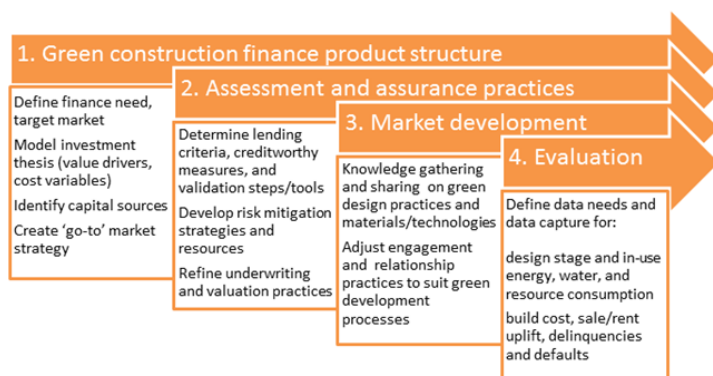 1. Green construction finance product structure
Define finance need,
target market
Model investment
thesis (value drivers,
cost variables)
Identify capital sources
Create ‘go-to’ market
strategy
2. Assessment and assurance practices
Determine lending
criteria, creditworthy
measures, and
validation steps/tools
Develop risk mitigation
strategies and
resources
Refine underwriting
and valuation practices
3. Market development
Knowledge gathering
and sharing on green
design practices and
materials/technologies
Adjust engagement
and relationship
practices to suit green
development
processes
4. Evaluation
Define data needs and
data capture for:
design stage and in-use
energy, water, and
resource consumption
build cost, sale/rent
uplift, delinquencies
and defaults